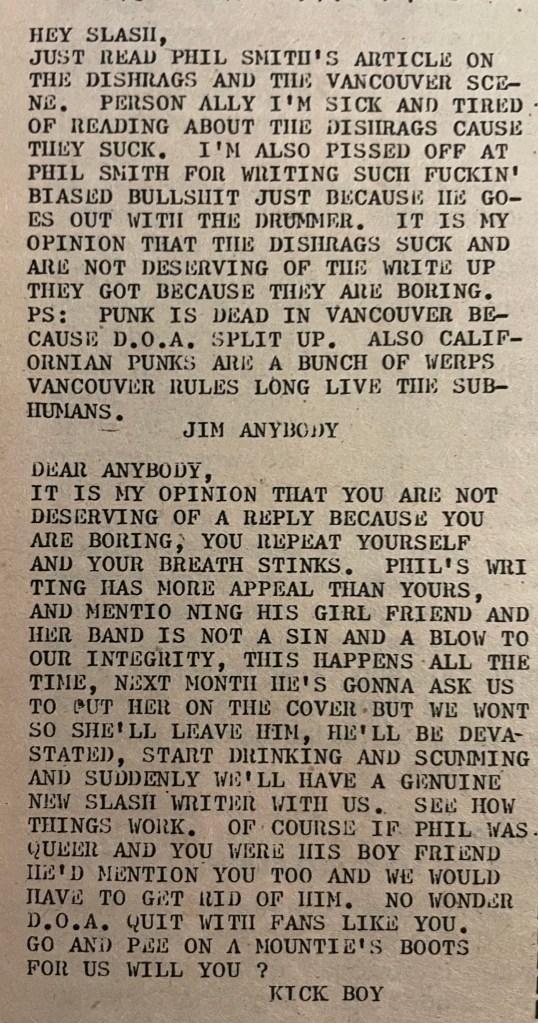 HEY SLASH,
JUST READ PHIL SMITH'S ARTICLE ON
THE DISHRAGS AND THE VANCOUVER SCE-
NE. PERSON ALLY I'M SICK AND TIRED
OF READING ABOUT THE DISHRAGS CAUSE
THEY SUCK. I'M ALSO PISSED OFF AT
PHIL SMITH FOR WRITING SUCH FUCKIN'
BIASED BULLSHIT JUST BECAUSE HE GO-
ES OUT WITH THE DRUMMER. IT IS MY
OPINION THAT THE DISHRAGS SUCK AND
ARE NOT DESERVING OF THE WRITE UP
THEY GOT BECAUSE THEY ARE BORING.
PS: PUNK IS DEAD IN VANCOUVER BE-
CAUSE D.O.A. SPLIT UP. ALSO CALIF-
ORNIAN PUNKS ARE A BUNCH OF WERPS
VANCOUVER RULES LONG LIVE THE SUB-
HUMANS.
JIM ANYBODY
DEAR ANYBODY,
IT IS MY OPINION THAT YOU ARE NOT
DESERVING OF A REPLY BECAUSE YOU
ARE BORING, YOU REPEAT YOURSELF
AND YOUR BREATH STINKS. PHIL'S WRI
TING HAS MORE APPEAL THAN YOURS,
AND MENTIO NING HIS GIRL FRIEND AND
HER BAND IS NOT A SIN AND A BLOW TO
OUR INTEGRITY, THIS HAPPENS ALL THE
TIME, NEXT MONTH HE'S GONNA ASK US
TO PUT HER ON THE COVER BUT WE WONT
SO SHE'LL LEAVE HIM, HE'LL BE DEVA-
STATED, START DRINKING AND SCUMMING
AND SUDDENLY WE'LL HAVE A GENUINE
NEW SLASH WRITER WITH US. SEE HOW
THINGS WORK. OF COURSE IF PHIL WAS
QUEER AND YOU WERE HIS BOY FRIEND
HE'D MENTION YOU TOO AND WE WOULD
HAVE TO GET RID OF HIM. NO WONDER
D.O.A. QUIT WITH FANS LIKE YOU.
GO AND PEE ON A MOUNTIE'S BOOTS
FOR US WILL YOU ?
KICK BOY